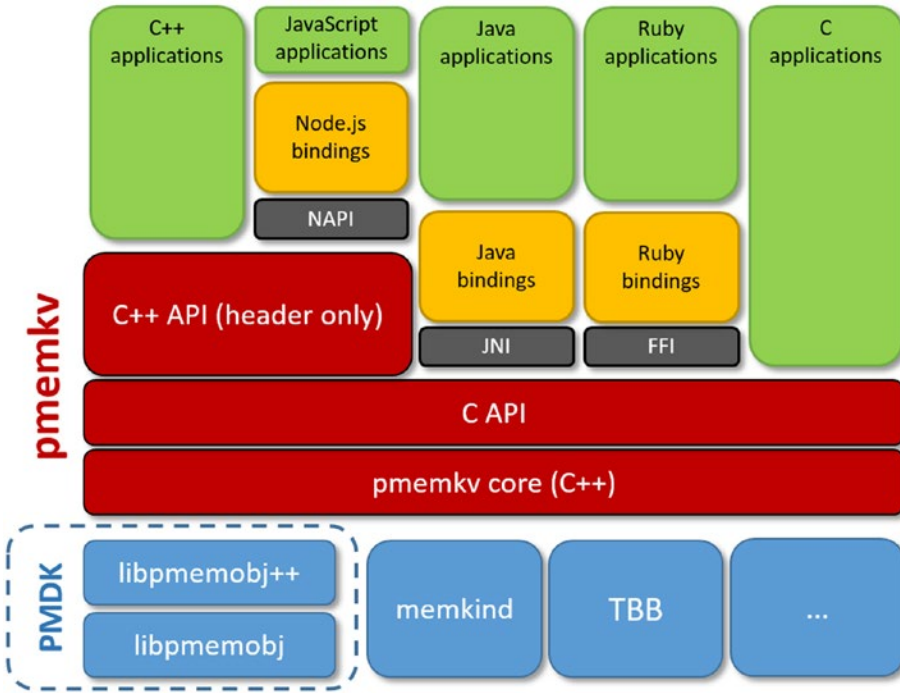 C++
applications
JavaScript
applications
Java
applications
Ruby
applications
C
applications
Node.js
bindings
NAPI
Java
bindings
Ruby
bindings
JNI
FFI
pmemkv
C++ API (header only)
C API
pmemkv core (C++)
PMDK
libpmemobj++
libpmemobj
memkind
TBB
...